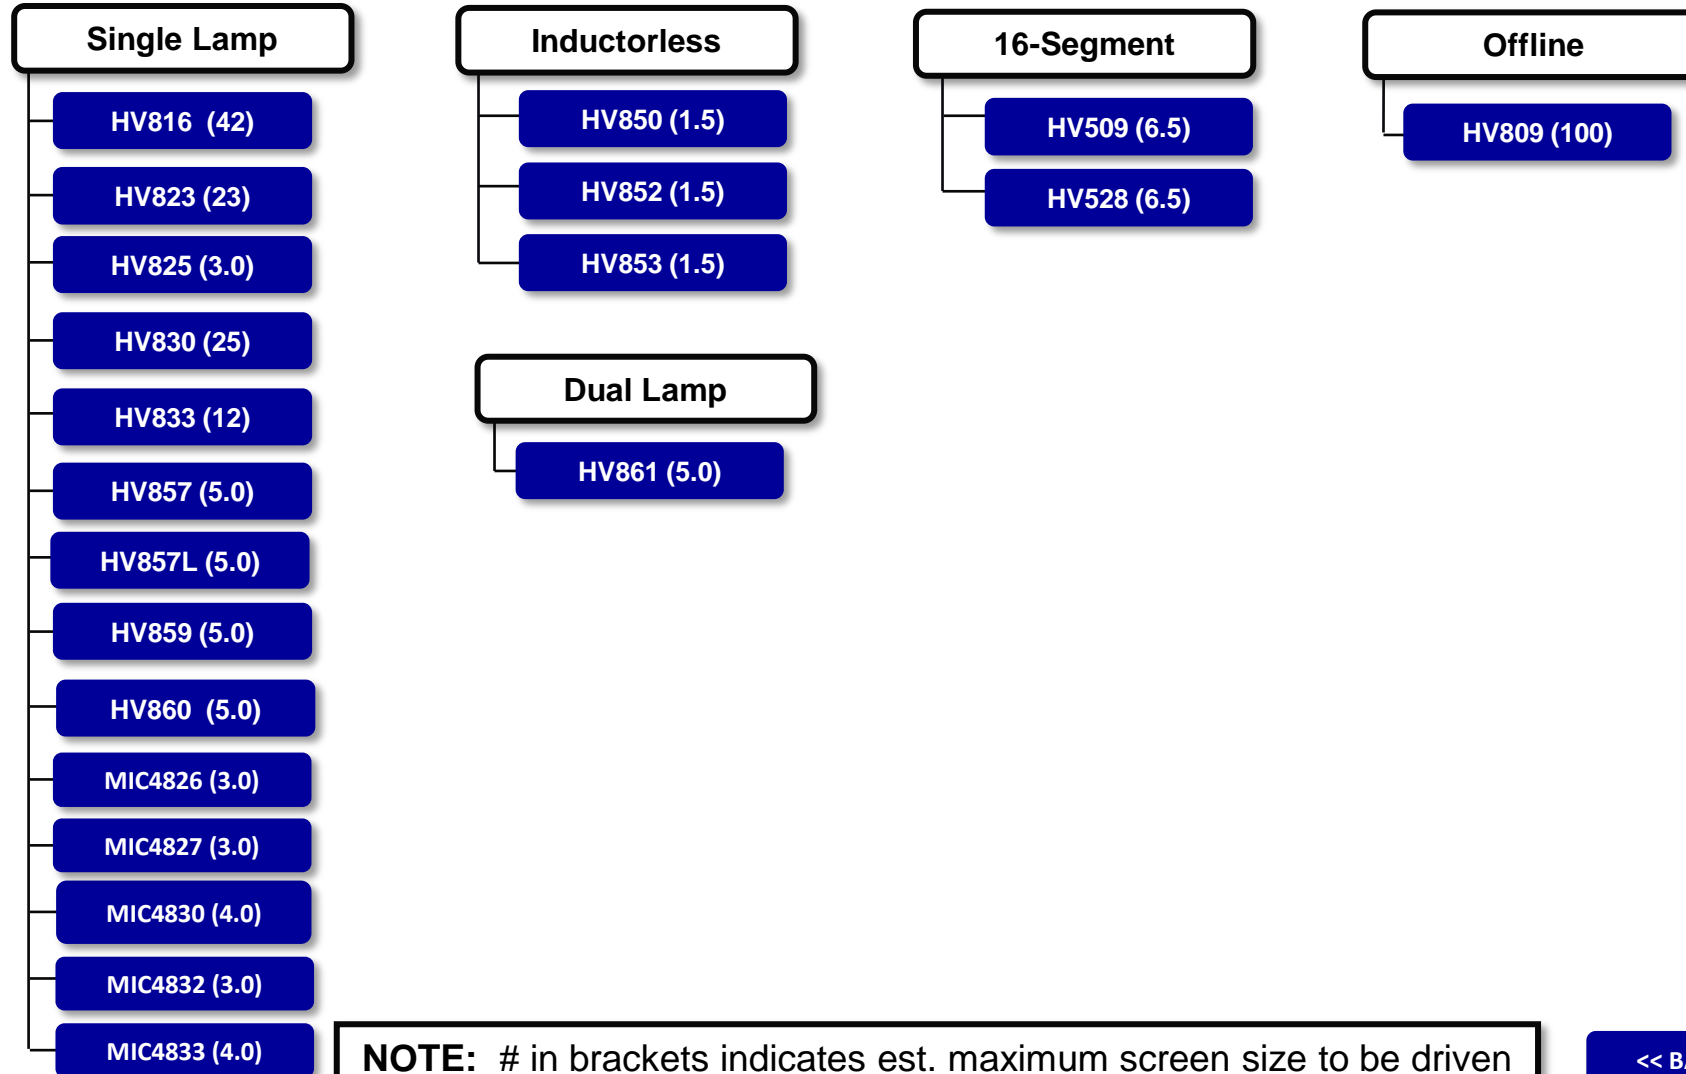 Single Lamp
HV816 (42)
HV823 (23)
HV825 (3.0)
HV830 (25)
HV833 (12)
HV857 (5.0)
HV857L (5.0)
HV859 (5.0)
HV860 (5.0)
MIC4826 (3.0)
MIC4827 (3.0)
MIC4830 (4.0)
MIC4832 (3.0)
MIC4833 (4.0)
Inductorless
HV850 (1.5)
HV852 (1.5)
HV853 (1.5)
Dual Lamp
HV861 (5.0)
16-Segment
HV509 (6.5)
HV528 (6.5)
Offline
HV809 (100)
NOTE: # in brackets indicates est. maximum screen size to be driven
<<